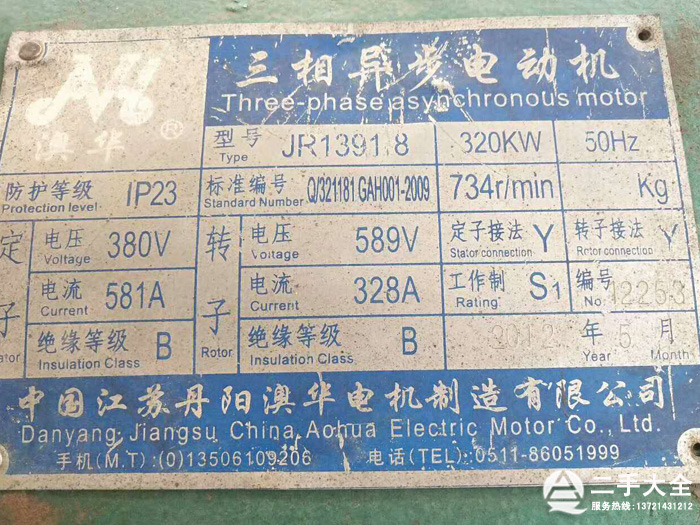 三相异步电动机
Three-phase asynchronous motor
澳华 ®
型号 Type JR1391.8 320KW 50Hz
防护等级 Protection level IP23 标准编号 Standard Number Q/321181 GAH001-2009 734r/min Kg
定子 电压 Voltage 380V 转子 Rotor 电压 Voltage 589V 定子接法 Stator connection Y 转子接法 Rotor connection Y
电流 Current 581A 电流 Current 328A 工作制 Rating S1 编号 No. 12253
绝缘等级 Insulation Class B 绝缘等级 Insulation Class B 2012 年 Year 5 月 Month
中国江苏丹阳澳华电机制造有限公司
Danyang Jiangsu China Aohua Electric Motor Co., Ltd.
手机(M.T):(0)13506109206 电话(TEL):0511-86051999
二手大全
服务热线:13721431212